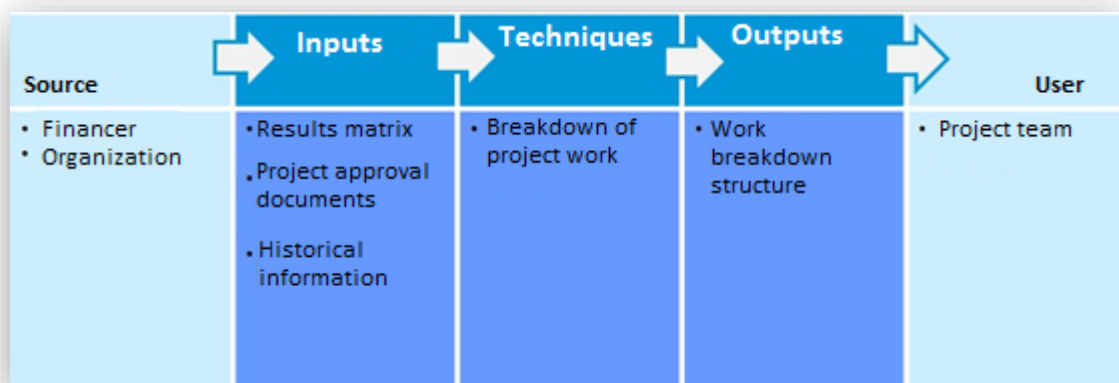 Source
Inputs
Techniques
Outputs
User
• Financer
• Organization
• Results matrix
• Project approval
documents
• Historical
information
• Breakdown of
project work
• Work
breakdown
structure
• Project team